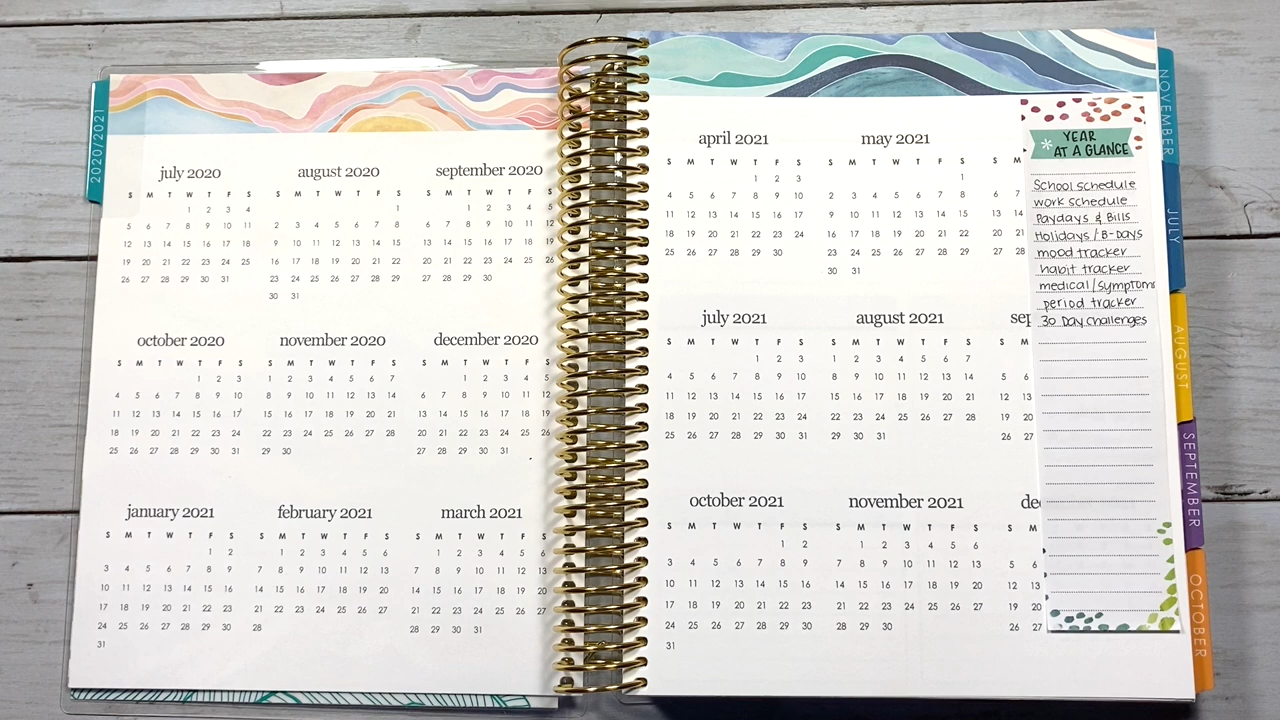 2020/2021
july 2020
S M T W T F S
1 2 3 4
5 6 7 8 9 10 11
12 13 14 15 16 17 18
19 20 21 22 23 24 25
26 27 28 29 30 31
august 2020
S M T W T F S
1
2 3 4 5 6 7 8
9 10 11 12 13 14 15
16 17 18 19 20 21 22
23 24 25 26 27 28 29
30 31
september 2020
S M T W T F S
1 2 3 4 5
6 7 8 9 10 11 12
13 14 15 16 17 18 19
20 21 22 23 24 25 26
27 28 29 30
october 2020
S M T W T F S
1 2 3
4 5 6 7 8 9 10
11 12 13 14 15 16 17
18 19 20 21 22 23 24
25 26 27 28 29 30 31
november 2020
S M T W T F S
1 2 3 4 5 6 7
8 9 10 11 12 13 14
15 16 17 18 19 20 21
22 23 24 25 26 27 28
29 30
december 2020
S M T W T F S
1 2 3 4 5
6 7 8 9 10 11 12
13 14 15 16 17 18 19
20 21 22 23 24 25 26
27 28 29 30 31
january 2021
S M T W T F S
1 2
3 4 5 6 7 8 9
10 11 12 13 14 15 16
17 18 19 20 21 22 23
24 25 26 27 28 29 30
31
february 2021
S M T W T F S
1 2 3 4 5 6
7 8 9 10 11 12 13
14 15 16 17 18 19 20
21 22 23 24 25 26 27
28
march 2021
S M T W T F S
1 2 3 4 5 6
7 8 9 10 11 12 13
14 15 16 17 18 19 20
21 22 23 24 25 26 27
28 29 30 31
april 2021
S M T W T F S
1 2 3
4 5 6 7 8 9 10
11 12 13 14 15 16 17
18 19 20 21 22 23 24
25 26 27 28 29 30
may 2021
S M T W T F S
1
2 3 4 5 6 7 8
9 10 11 12 13 14 15
16 17 18 19 20 21 22
23 24 25 26 27 28 29
30 31
S M
6 7
13 14
20 21
27 28
july 2021
S M T W T F S
1 2 3
4 5 6 7 8 9 10
11 12 13 14 15 16 17
18 19 20 21 22 23 24
25 26 27 28 29 30 31
august 2021
S M T W T F S
1 2 3 4 5 6 7
8 9 10 11 12 13 14
15 16 17 18 19 20 21
22 23 24 25 26 27 28
29 30 31
sep
S M
5 6
12 13
19 20
26 27
october 2021
S M T W T F S
1 2
3 4 5 6 7 8 9
10 11 12 13 14 15 16
17 18 19 20 21 22 23
24 25 26 27 28 29 30
31
november 2021
S M T W T F S
1 2 3 4 5 6
7 8 9 10 11 12 13
14 15 16 17 18 19 20
21 22 23 24 25 26 27
28 29 30
dec
S M
5 6
12 13
19 20
26 27
YEAR
AT A GLANCE
School schedule
work schedule
Paydays & Bills
Holidays / B-Days
mood tracker
habit tracker
medical/symptoms
period tracker
30 Day challenges
NOVEMBER
JULY
AUGUST
SEPTEMBER
OCTOBER